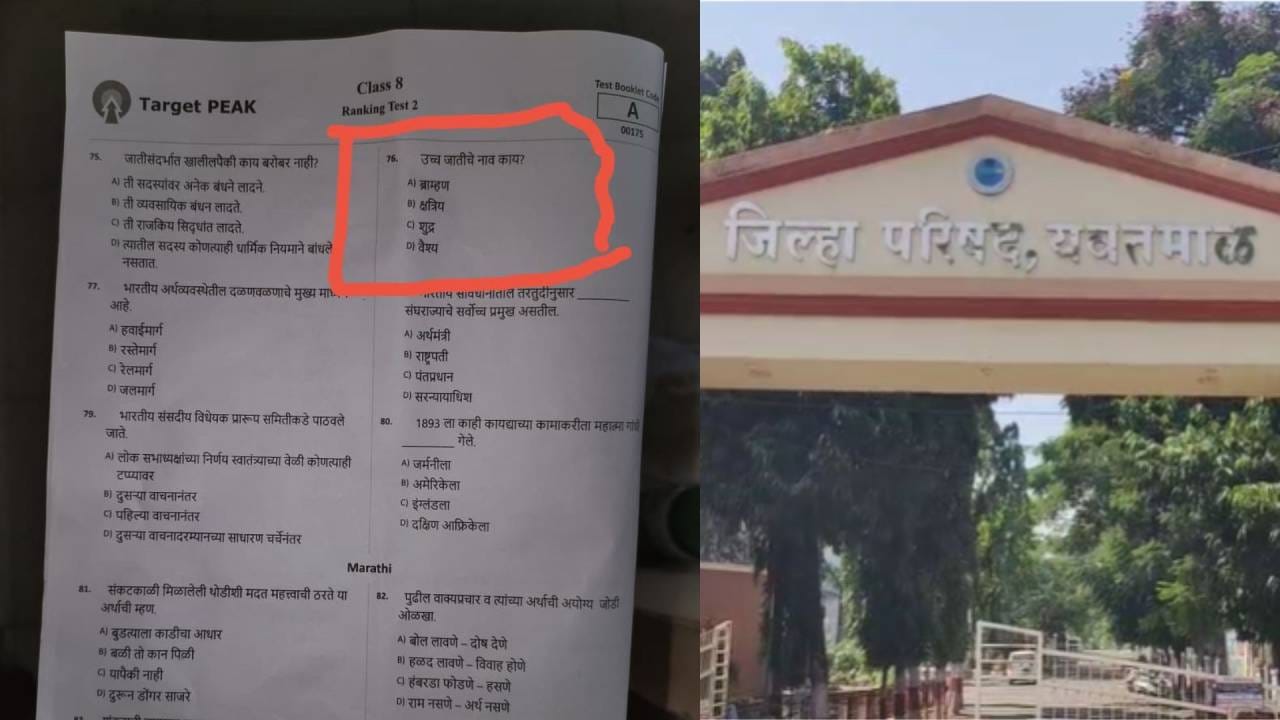 Target PEAK
Class 8
Ranking Test 2
Test Booklet Code
A
00175
75. जातीसंदर्भात खालीलपैकी काय बरोबर नाही?
A) ती सदस्यांवर अनेक बंधने लादने.
B) ती व्यवसायिक बंधन लादते.
C) ती राजकिय सिद्धांत लादते.
D) त्यातील सदस्य कोणत्याही धार्मिक नियमाने बांधले
नसतात.
76. उच्च जातीचे नाव काय?
A) ब्राम्हण
B) क्षत्रिय
C) शुद्र
D) वैश्य
77. भारतीय अर्थव्यवस्थेतील दळणवळणाचे मुख्य
आहे.
A) हवाईमार्ग
B) रस्तेमार्ग
C) रेलमार्ग
D) जलमार्ग
भारतीय संविधानातील तरतुदीनुसार ________
संघराज्याचे सर्वोच्च प्रमुख असतील.
A) अर्थमंत्री
B) राष्ट्रपती
C) पंतप्रधान
D) सरन्यायाधिश
79. भारतीय संसदीय विधेयक प्रारूप समितीकडे पाठवले
जाते.
A) लोक सभाध्यक्षांच्या निर्णय स्वातंत्र्याच्या वेळी कोणत्याही
टप्प्यावर
B) दुसऱ्या वाचनानंतर
C) पहिल्या वाचनानंतर
D) दुसऱ्या वाचनादरम्यानच्या साधारण चर्चेनंतर
80. 1893 ला काही कायद्याच्या कामाकरीता महात्मा गांधी
________ गेले.
A) जर्मनीला
B) अमेरिकेला
C) इंग्लंडला
D) दक्षिण आफ्रिकेला
Marathi
81. संकटकाळी मिळालेली थोडीशी मदत महत्त्वाची ठरते या
अर्थाची म्हण.
A) बुडत्याला काडीचा आधार
B) बळी तो कान पिळी
C) यापैकी नाही
D) दुरून डोंगर साजरे
82. पुढील वाक्यप्रचार व त्यांच्या अर्थाची अयोग्य जोडी
ओळखा.
A) बोल लावणे – दोष देणे
B) हळद लावणे – विवाह होणे
C) हंबरडा फोडणे – हसणे
D) राम नसणे – अर्थ नसणे
जिल्हा परिषद, यवतमाळ